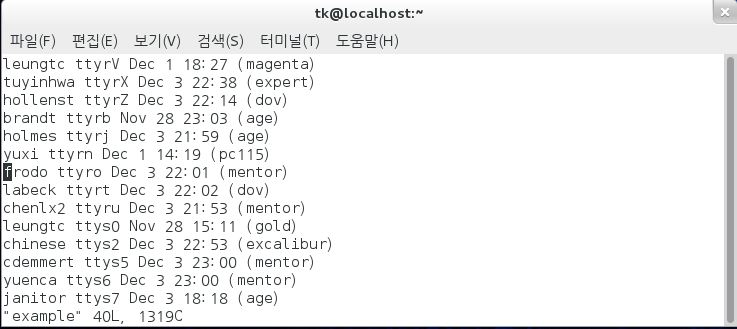 tk@localhost:~
파일(F) 편집(E) 보기(V) 검색(S) 터미널(T) 도움말(H)
leungtc ttyrV Dec 1 18:27 (magenta)
tuyinhwa ttyrX Dec 3 22:38 (expert)
hollenst ttyrZ Dec 3 22:14 (dov)
brandt ttyrb Nov 28 23:03 (age)
holmes ttyrj Dec 3 21:59 (age)
yuxi ttyrn Dec 1 14:19 (pc115)
frodo ttyro Dec 3 22:01 (mentor)
labeck ttyrt Dec 3 22:02 (dov)
chenlx2 ttyru Dec 3 21:53 (mentor)
leungtc ttys0 Nov 28 15:11 (gold)
chinese ttys2 Dec 3 22:53 (excalibur)
cdemmert ttys5 Dec 3 23:00 (mentor)
yuenca ttys6 Dec 3 23:00 (mentor)
janitor ttys7 Dec 3 18:18 (age)
"example" 40L, 1319C